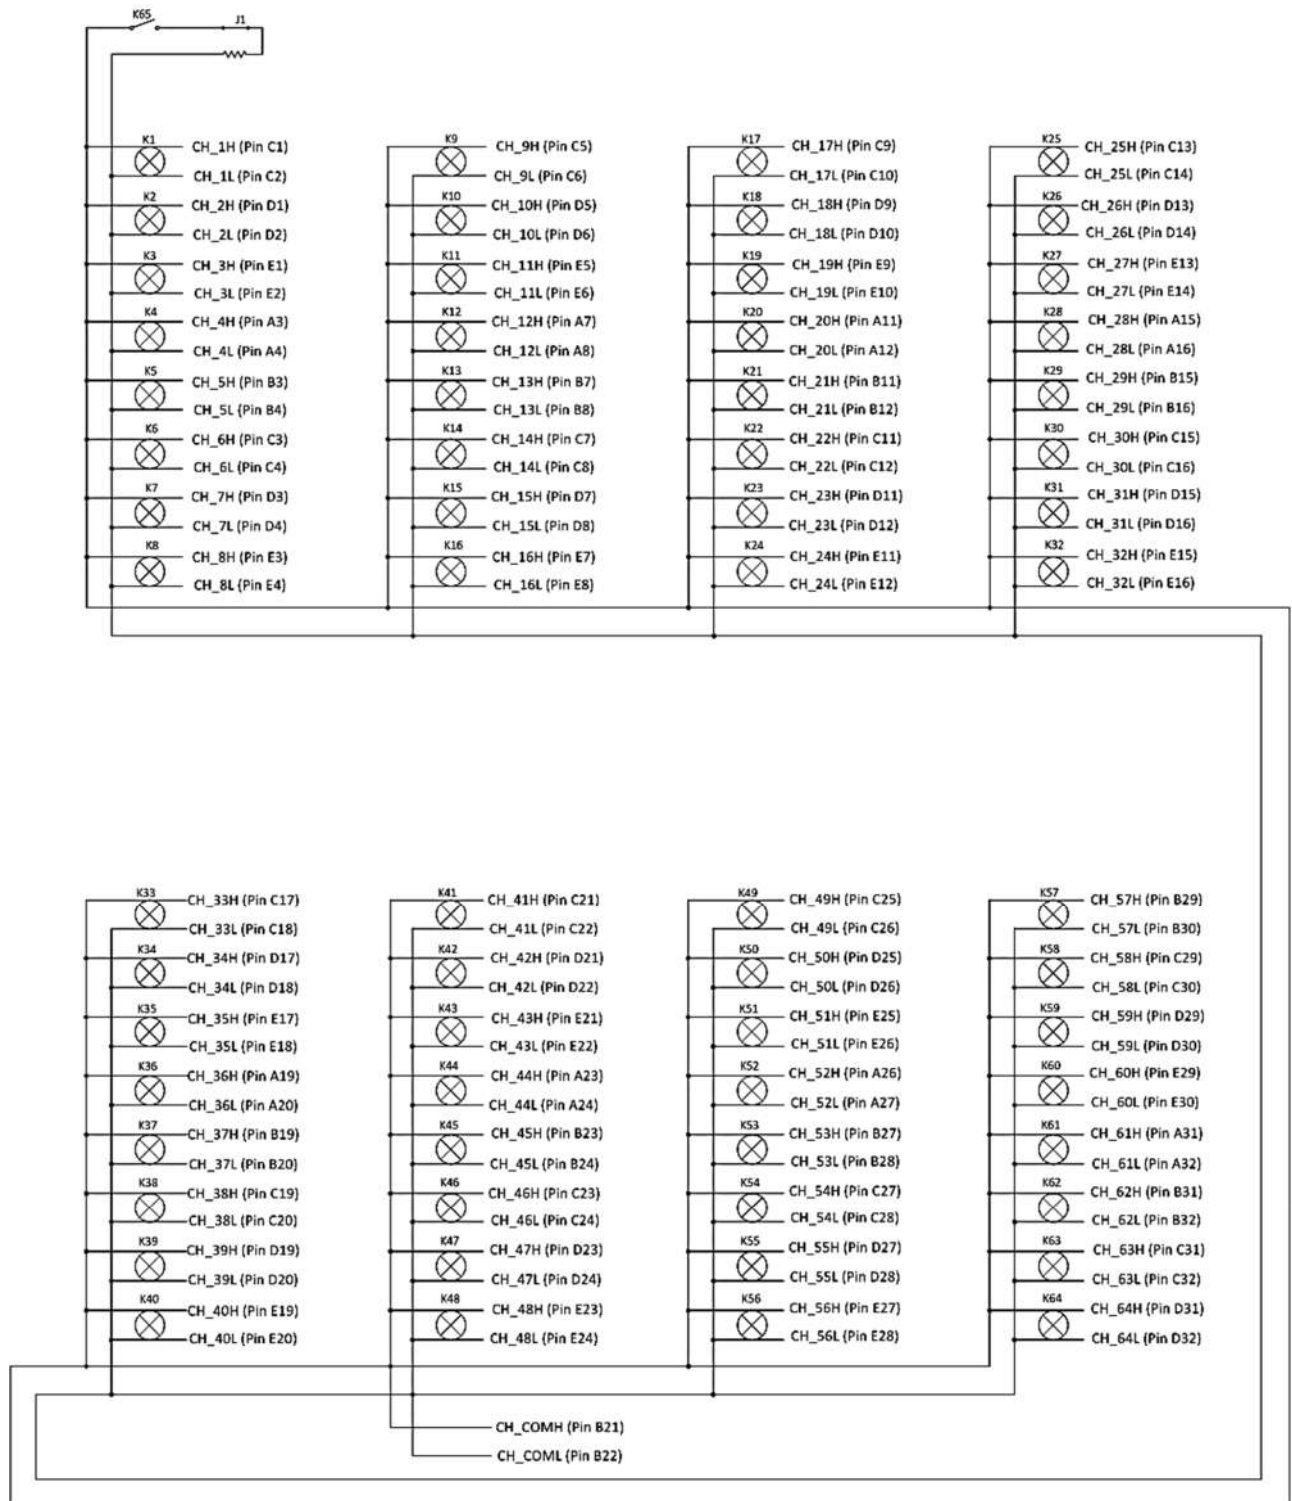 K65
J1
K1
CH_1H (Pin C1)
CH_1L (Pin C2)
K2
CH_2H (Pin D1)
CH_2L (Pin D2)
K3
CH_3H (Pin E1)
CH_3L (Pin E2)
K4
CH_4H (Pin A3)
CH_4L (Pin A4)
K5
CH_5H (Pin B3)
CH_5L (Pin B4)
K6
CH_6H (Pin C3)
CH_6L (Pin C4)
K7
CH_7H (Pin D3)
CH_7L (Pin D4)
K8
CH_8H (Pin E3)
CH_8L (Pin E4)
K9
CH_9H (Pin C5)
CH_9L (Pin C6)
K10
CH_10H (Pin D5)
CH_10L (Pin D6)
K11
CH_11H (Pin E5)
CH_11L (Pin E6)
K12
CH_12H (Pin A7)
CH_12L (Pin A8)
K13
CH_13H (Pin B7)
CH_13L (Pin B8)
K14
CH_14H (Pin C7)
CH_14L (Pin C8)
K15
CH_15H (Pin D7)
CH_15L (Pin D8)
K16
CH_16H (Pin E7)
CH_16L (Pin E8)
K17
CH_17H (Pin C9)
CH_17L (Pin C10)
K18
CH_18H (Pin D9)
CH_18L (Pin D10)
K19
CH_19H (Pin E9)
CH_19L (Pin E10)
K20
CH_20H (Pin A11)
CH_20L (Pin A12)
K21
CH_21H (Pin B11)
CH_21L (Pin B12)
K22
CH_22H (Pin C11)
CH_22L (Pin C12)
K23
CH_23H (Pin D11)
CH_23L (Pin D12)
K24
CH_24H (Pin E11)
CH_24L (Pin E12)
K25
CH_25H (Pin C13)
CH_25L (Pin C14)
K26
CH_26H (Pin D13)
CH_26L (Pin D14)
K27
CH_27H (Pin E13)
CH_27L (Pin E14)
K28
CH_28H (Pin A15)
CH_28L (Pin A16)
K29
CH_29H (Pin B15)
CH_29L (Pin B16)
K30
CH_30H (Pin C15)
CH_30L (Pin C16)
K31
CH_31H (Pin D15)
CH_31L (Pin D16)
K32
CH_32H (Pin E15)
CH_32L (Pin E16)
K33
CH_33H (Pin C17)
CH_33L (Pin C18)
K34
CH_34H (Pin D17)
CH_34L (Pin D18)
K35
CH_35H (Pin E17)
CH_35L (Pin E18)
K36
CH_36H (Pin A19)
CH_36L (Pin A20)
K37
CH_37H (Pin B19)
CH_37L (Pin B20)
K38
CH_38H (Pin C19)
CH_38L (Pin C20)
K39
CH_39H (Pin D19)
CH_39L (Pin D20)
K40
CH_40H (Pin E19)
CH_40L (Pin E20)
K41
CH_41H (Pin C21)
CH_41L (Pin C22)
K42
CH_42H (Pin D21)
CH_42L (Pin D22)
K43
CH_43H (Pin E21)
CH_43L (Pin E22)
K44
CH_44H (Pin A23)
CH_44L (Pin A24)
K45
CH_45H (Pin B23)
CH_45L (Pin B24)
K46
CH_46H (Pin C23)
CH_46L (Pin C24)
K47
CH_47H (Pin D23)
CH_47L (Pin D24)
K48
CH_48H (Pin E23)
CH_48L (Pin E24)
K49
CH_49H (Pin C25)
CH_49L (Pin C26)
K50
CH_50H (Pin D25)
CH_50L (Pin D26)
K51
CH_51H (Pin E25)
CH_51L (Pin E26)
K52
CH_52H (Pin A26)
CH_52L (Pin A27)
K53
CH_53H (Pin B27)
CH_53L (Pin B28)
K54
CH_54H (Pin C27)
CH_54L (Pin C28)
K55
CH_55H (Pin D27)
CH_55L (Pin D28)
K56
CH_56H (Pin E27)
CH_56L (Pin E28)
K57
CH_57H (Pin B29)
CH_57L (Pin B30)
K58
CH_58H (Pin C29)
CH_58L (Pin C30)
K59
CH_59H (Pin D29)
CH_59L (Pin D30)
K60
CH_60H (Pin E29)
CH_60L (Pin E30)
K61
CH_61H (Pin A31)
CH_61L (Pin A32)
K62
CH_62H (Pin B31)
CH_62L (Pin B32)
K63
CH_63H (Pin C31)
CH_63L (Pin C32)
K64
CH_64H (Pin D31)
CH_64L (Pin D32)
CH_COMH (Pin B21)
CH_COML (Pin B22)